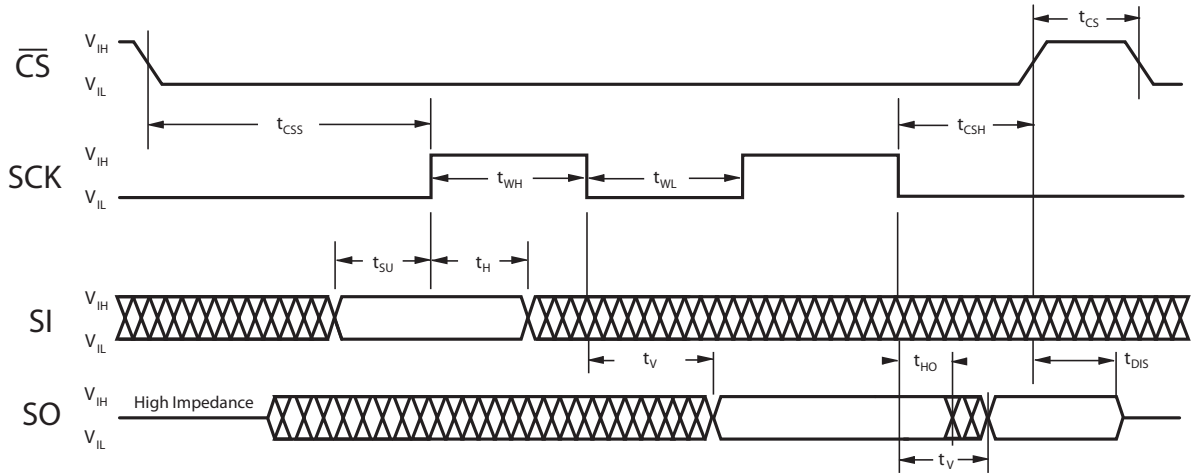 t_CS
V_IH
C̅S̅
V_IL
t_CSS
t_CSH
V_IH
SCK
t_WH
t_WL
V_IL
t_SU
t_H
V_IH
SI
V_IL
t_V
t_HO
t_DIS
V_IH
High Impedance
SO
V_IL
t_V